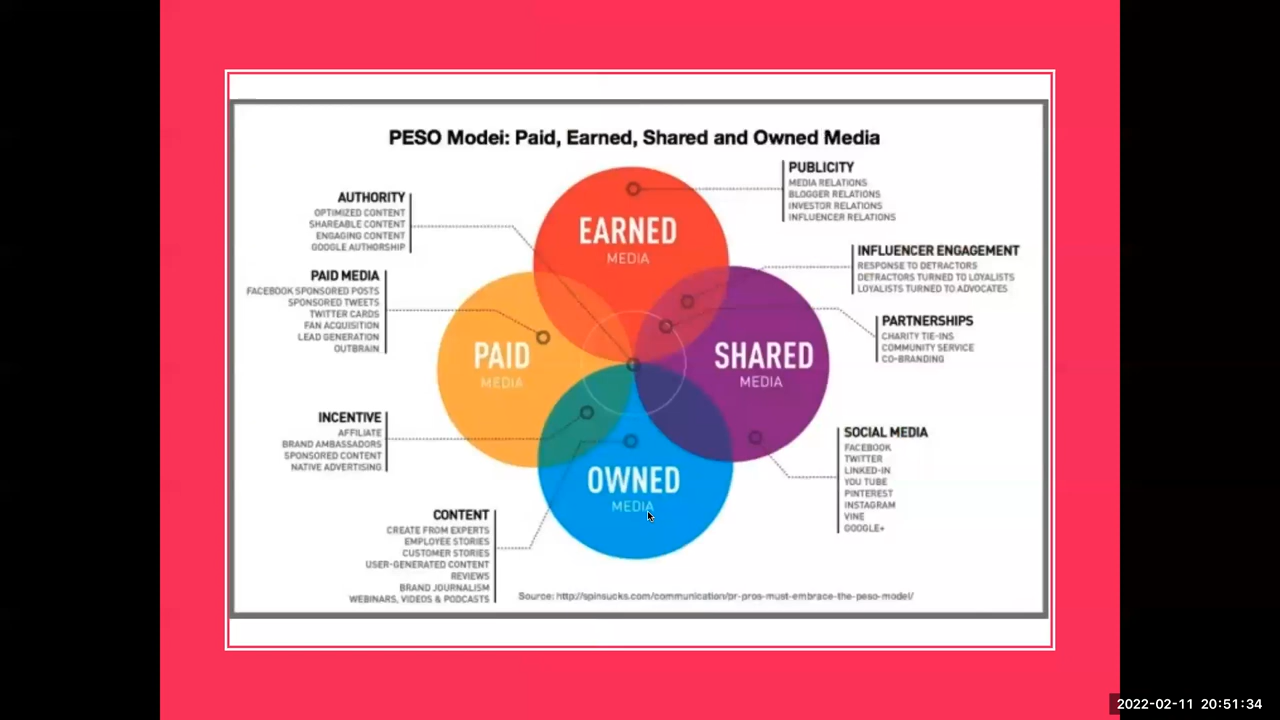 PESO Model: Paid, Earned, Shared and Owned Media
AUTHORITY
OPTIMIZED CONTENT
SHAREABLE CONTENT
ENGAGING CONTENT
GOOGLE AUTHORSHIP
PAID MEDIA
FACEBOOK SPONSORED POSTS
SPONSORED TWEETS
TWITTER CARDS
FAN ACQUISITION
LEAD GENERATION
OUTBRAIN
INCENTIVE
AFFILIATE
BRAND AMBASSADORS
SPONSORED CONTENT
NATIVE ADVERTISING
CONTENT
CREATE FROM EXPERTS
EMPLOYEE STORIES
CUSTOMER STORIES
USER-GENERATED CONTENT
REVIEWS
BRAND JOURNALISM
WEBINARS, VIDEOS & PODCASTS
EARNED
MEDIA
PAID
MEDIA
SHARED
MEDIA
OWNED
MEDIA
PUBLICITY
MEDIA RELATIONS
BLOGGER RELATIONS
INVESTOR RELATIONS
INFLUENCER RELATIONS
INFLUENCER ENGAGEMENT
RESPONSE TO DETRACTORS
DETRACTORS TURNED TO LOYALISTS
LOYALISTS TURNED TO ADVOCATES
PARTNERSHIPS
CHARITY TIE-INS
COMMUNITY SERVICE
CO-BRANDING
SOCIAL MEDIA
FACEBOOK
TWITTER
LINKED-IN
YOU TUBE
PINTEREST
INSTAGRAM
VINE
GOOGLE+
Source: http://spinsucks.com/communication/pr-pros-must-embrace-the-peso-model/
2022-02-11 20:51:34